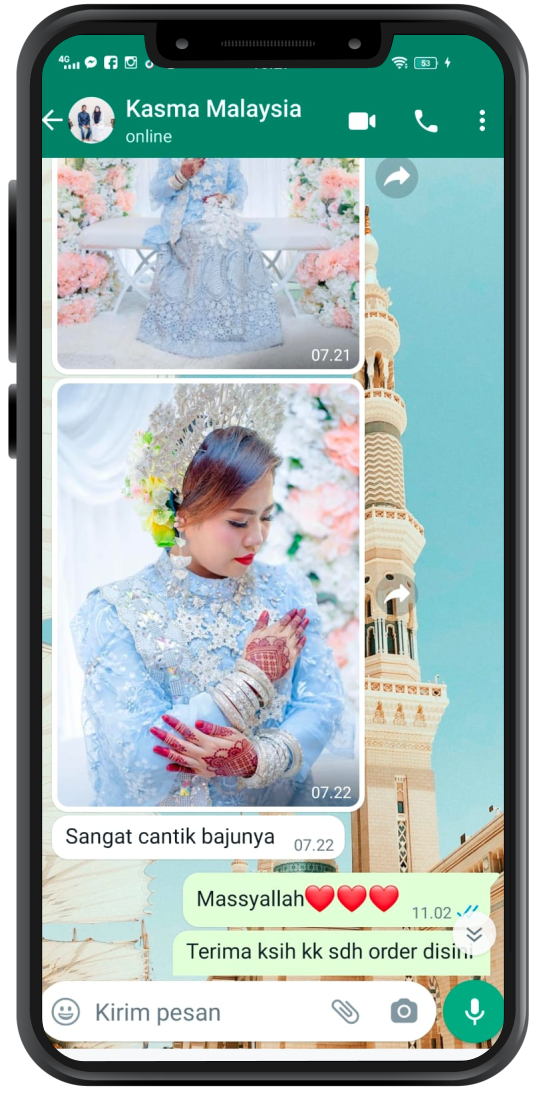 4G
53
Kasma Malaysia
online
07.21
07.22
Sangat cantik bajunya 07.22
Massyallah❤️❤️❤️ 11.02
Terima ksih kk sdh order disini
Kirim pesan